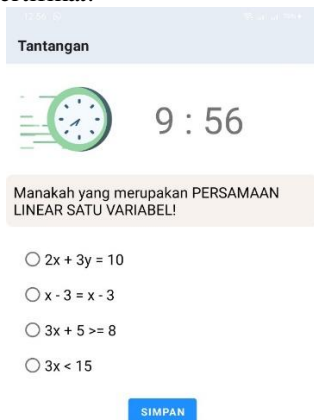 Tantangan
9 : 56
Manakah yang merupakan PERSAMAAN
LINEAR SATU VARIABEL!
2x + 3y = 10
x - 3 = x - 3
3x + 5 >= 8
3x < 15
SIMPAN